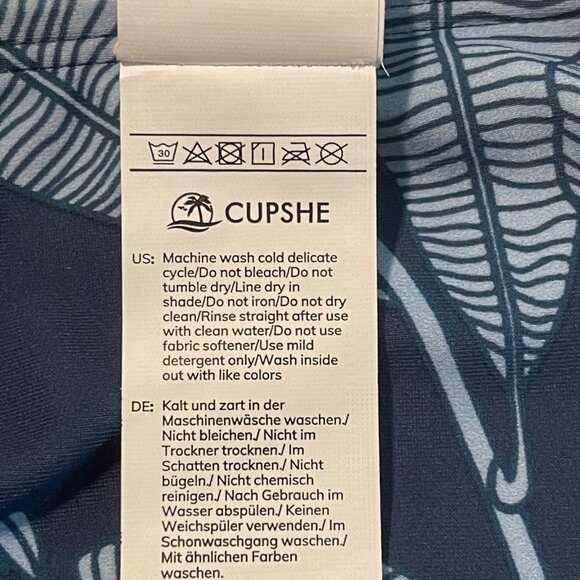 30
CUPSHE
US: Machine wash cold delicate
cycle/Do not bleach/Do not
tumble dry/Line dry in
shade/Do not iron/Do not dry
clean/Rinse straight after use
with clean water/Do not use
fabric softener/Use mild
detergent only/Wash inside
out with like colors
DE: Kalt und zart in der
Maschinenwäsche waschen./
Nicht bleichen./ Nicht im
Trockner trocknen./ Im
Schatten trocknen./ Nicht
bügeln./ Nicht chemisch
reinigen./ Nach Gebrauch im
Wasser abspülen./ Keinen
Weichspüler verwenden./ Im
Schonwaschgang waschen./
Mit ähnlichen Farben
waschen.